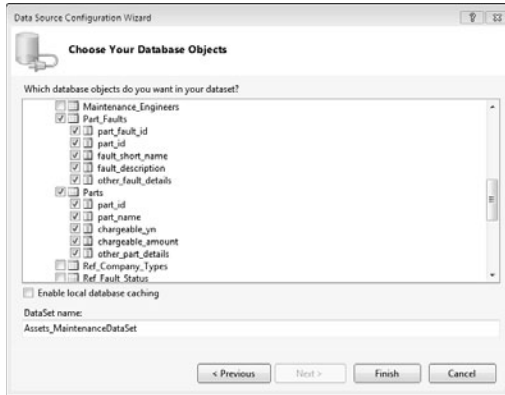 Data Source Configuration Wizard
Choose Your Database Objects
Which database objects do you want in your dataset?
Maintenance_Engineers
Part_Faults
part_fault_id
part_id
fault_short_name
fault_description
other_fault_details
Parts
part_id
part_name
chargeable_yn
chargeable_amount
other_part_details
Ref_Company_Types
Ref_Fault_Status
Enable local database caching
DataSet name:
Assets_MaintenanceDataSet
< Previous
Next >
Finish
Cancel